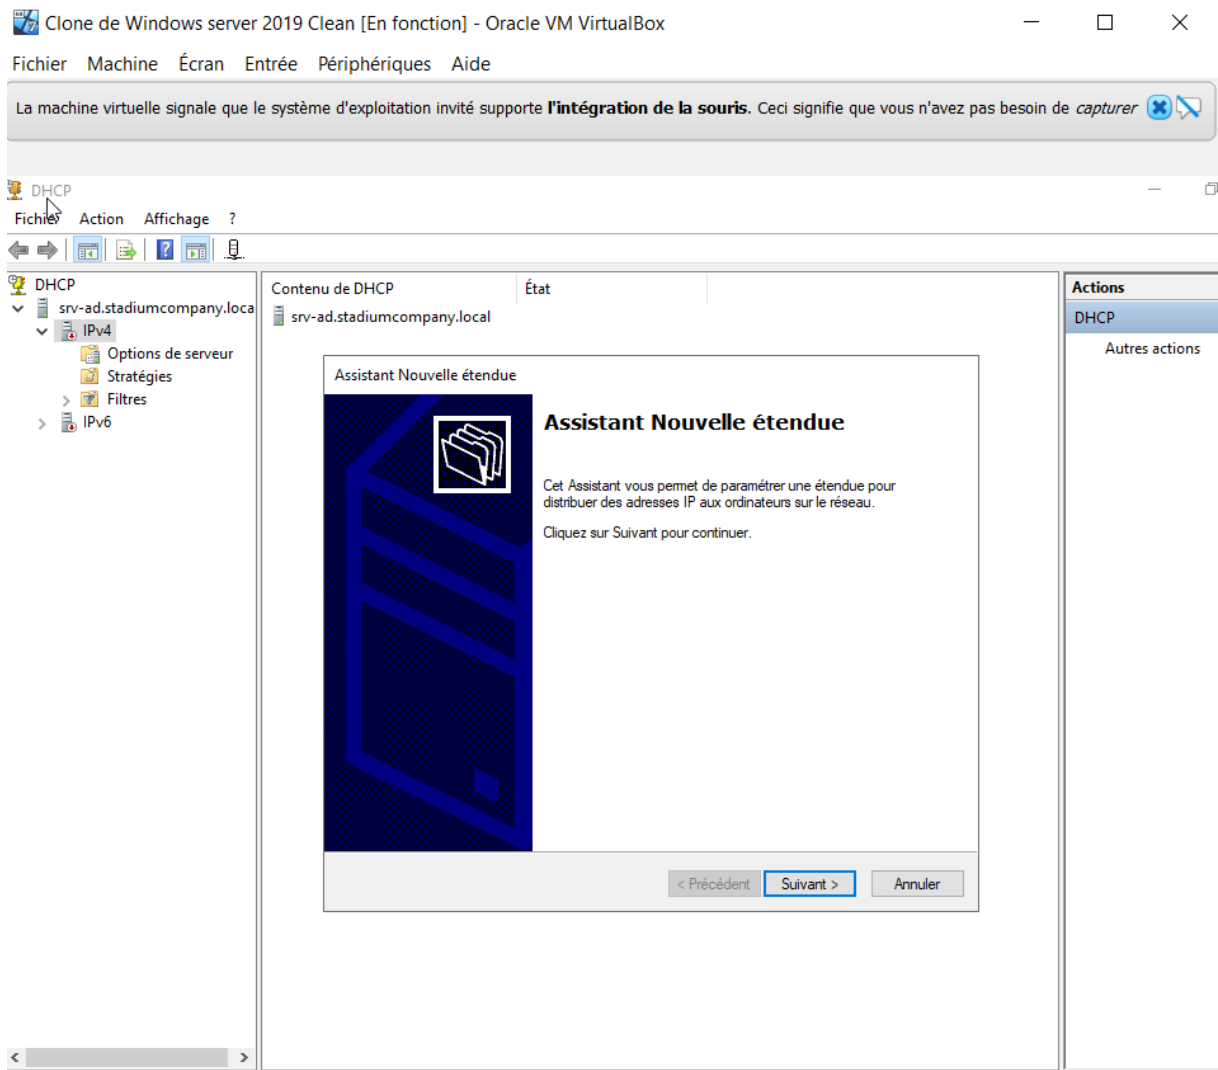 Clone de Windows server 2019 Clean [En fonction] - Oracle VM VirtualBox
Fichier Machine Écran Entrée Périphériques Aide
La machine virtuelle signale que le système d'exploitation invité supporte l'intégration de la souris. Ceci signifie que vous n'avez pas besoin de capturer
DHCP
Fichier Action Affichage ?
DHCP
srv-ad.stadiumcompany.loca
IPv4
Options de serveur
Stratégies
Filtres
IPv6
Contenu de DHCP État
srv-ad.stadiumcompany.local
Assistant Nouvelle étendue
Assistant Nouvelle étendue
Cet Assistant vous permet de paramétrer une étendue pour
distribuer des adresses IP aux ordinateurs sur le réseau.
Cliquez sur Suivant pour continuer.
< Précédent Suivant > Annuler
Actions
DHCP
Autres actions